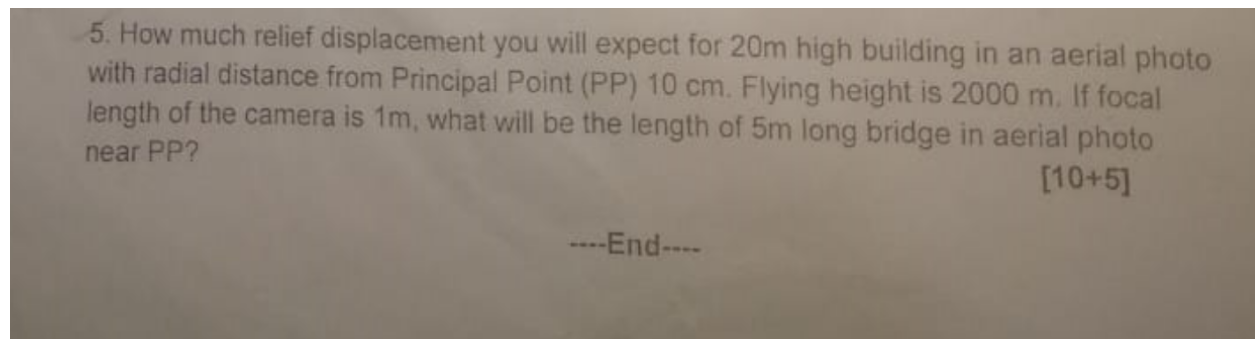 5. How much relief displacement you will expect for 20m high building in an aerial photo
with radial distance from Principal Point (PP) 10 cm. Flying height is 2000 m. If focal
length of the camera is 1m, what will be the length of 5m long bridge in aerial photo
near PP?
[10+5]
----End----